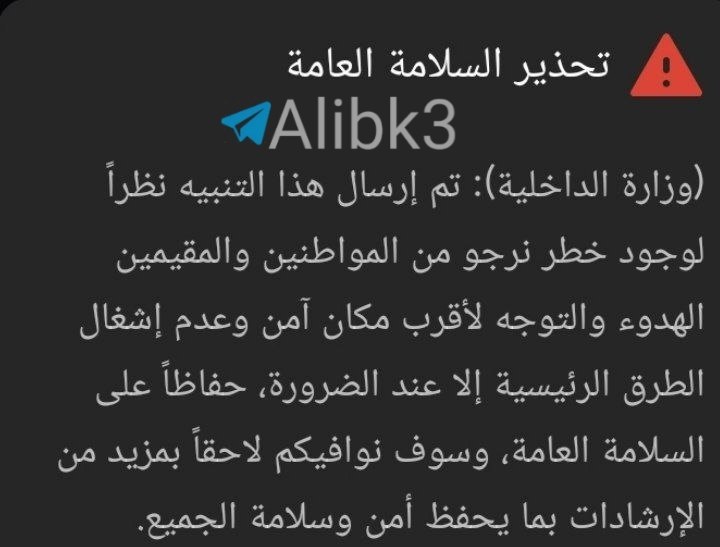 تحذير السلامة العامة
Alibk3
(وزارة الداخلية): تم إرسال هذا التنبيه نظراً
لوجود خطر نرجو من المواطنين والمقيمين
الهدوء والتوجه لأقرب مكان آمن وعدم إشغال
الطرق الرئيسية إلا عند الضرورة، حفاظاً على
السلامة العامة، وسوف نوافيكم لاحقاً بمزيد من
الإرشادات بما يحفظ أمن وسلامة الجميع.